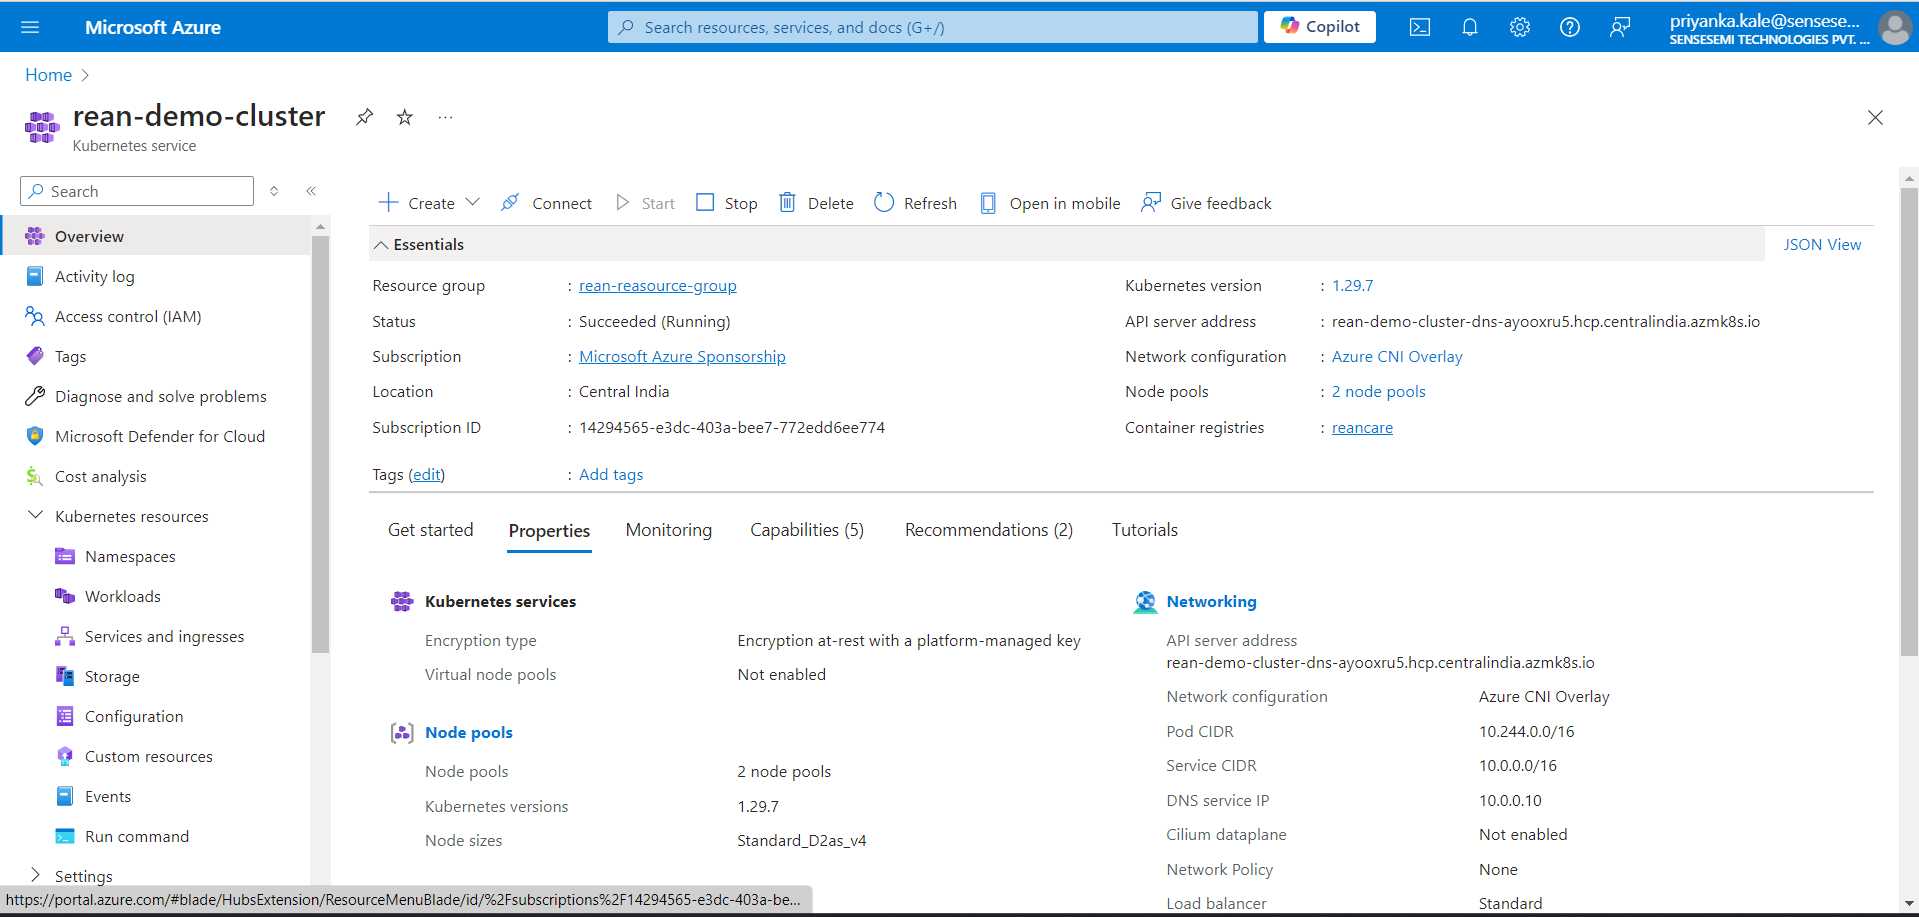 Microsoft Azure
Search resources, services, and docs (G+/)
Copilot
priyanka.kale@sensese...
SENSESEMI TECHNOLOGIES PVT. ...
Home
rean-demo-cluster
...
Kubernetes service
Search
Overview
Activity log
Access control (IAM)
Tags
Diagnose and solve problems
Microsoft Defender for Cloud
Cost analysis
Kubernetes resources
Namespaces
Workloads
Services and ingresses
Storage
Configuration
Custom resources
Events
Run command
Settings
Create Connect Start Stop Delete Refresh Open in mobile Give feedback
Essentials
JSON View
Resource group : rean-reasource-group
Status : Succeeded (Running)
Subscription : Microsoft Azure Sponsorship
Location : Central India
Subscription ID : 14294565-e3dc-403a-bee7-772edd6ee774
Tags (edit) : Add tags
Kubernetes version : 1.29.7
API server address : rean-demo-cluster-dns-ayooxru5.hcp.centralindia.azmk8s.io
Network configuration : Azure CNI Overlay
Node pools : 2 node pools
Container registries : reancare
Get started Properties Monitoring Capabilities (5) Recommendations (2) Tutorials
Kubernetes services
Encryption type Encryption at-rest with a platform-managed key
Virtual node pools Not enabled
Node pools
Node pools 2 node pools
Kubernetes versions 1.29.7
Node sizes Standard_D2as_v4
Networking
API server address
rean-demo-cluster-dns-ayooxru5.hcp.centralindia.azmk8s.io
Network configuration Azure CNI Overlay
Pod CIDR 10.244.0.0/16
Service CIDR 10.0.0.0/16
DNS service IP 10.0.0.10
Cilium dataplane Not enabled
Network Policy None
Load balancer Standard
https://portal.azure.com/#blade/HubsExtension/ResourceMenuBlade/id/%2Fsubscriptions%2F14294565-e3dc-403a-be...